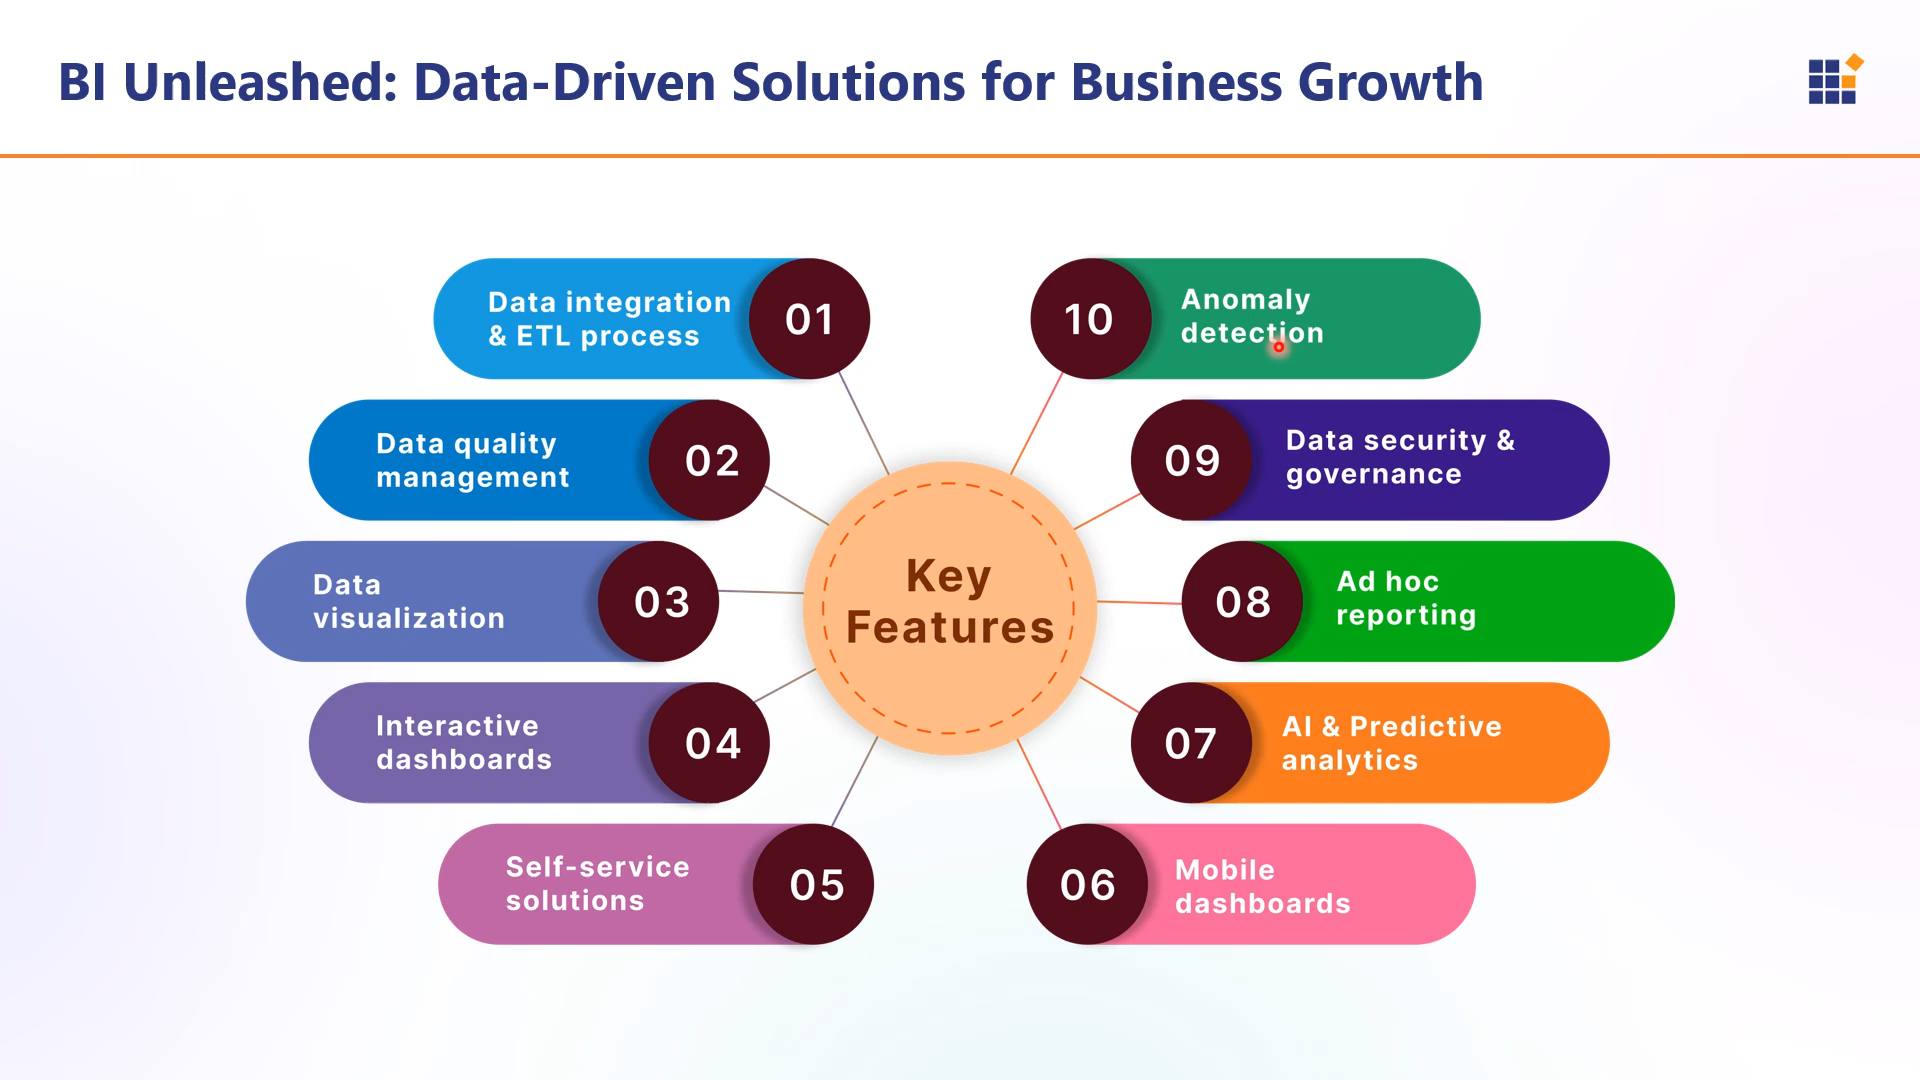 BI Unleashed: Data-Driven Solutions for Business Growth
Data integration
& ETL process
01
Data quality
management
02
Data
visualization
03
Interactive
dashboards
04
Self-service
solutions
05
Key
Features
10
Anomaly
detection
09
Data security &
governance
08
Ad hoc
reporting
07
AI & Predictive
analytics
06
Mobile
dashboards